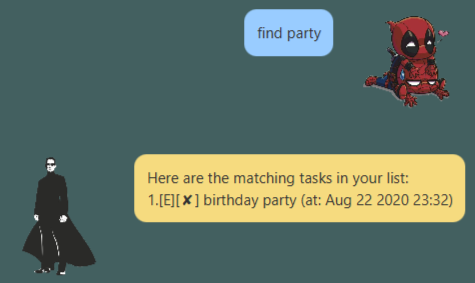 find party
Here are the matching tasks in your list:
1.[E][✘] birthday party (at: Aug 22 2020 23:32)